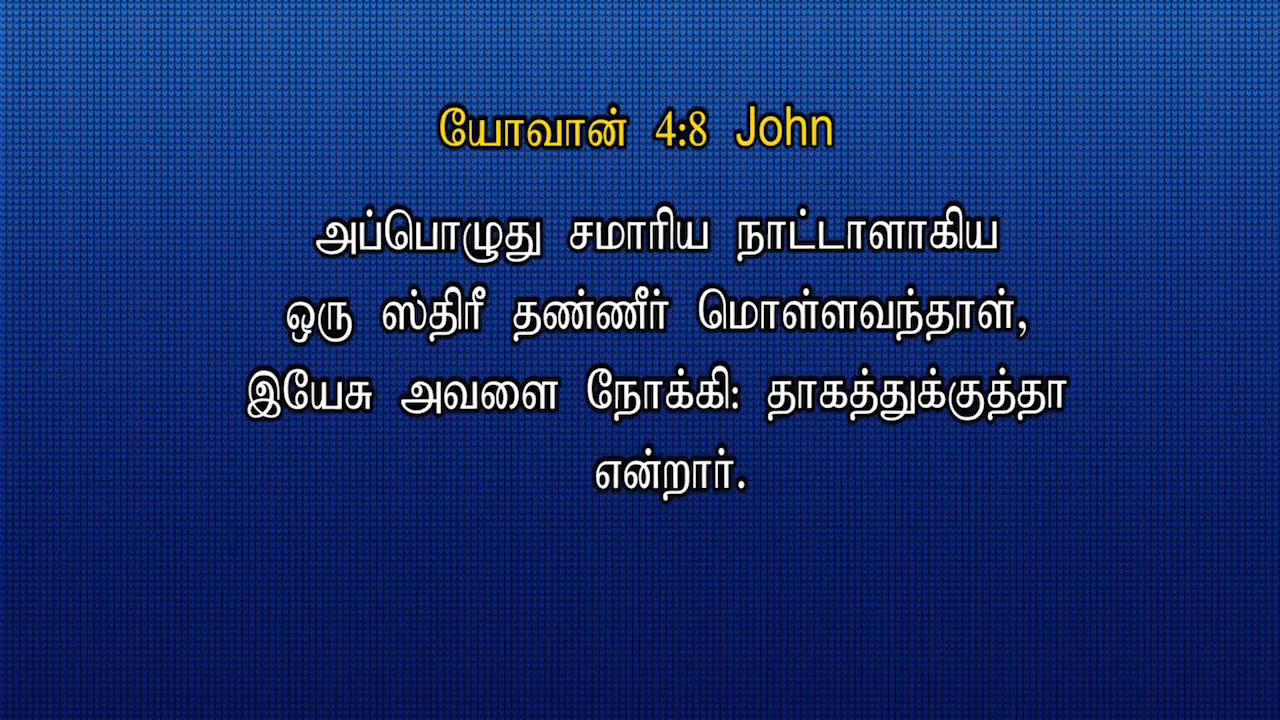 யோவான் 4:8 John
அப்பொழுது சமாரிய நாட்டாளாகிய
ஒரு ஸ்திரீ தண்ணீர் மொள்ளவந்தாள்,
இயேசு அவளை நோக்கி: தாகத்துக்குத்தா
என்றார்.